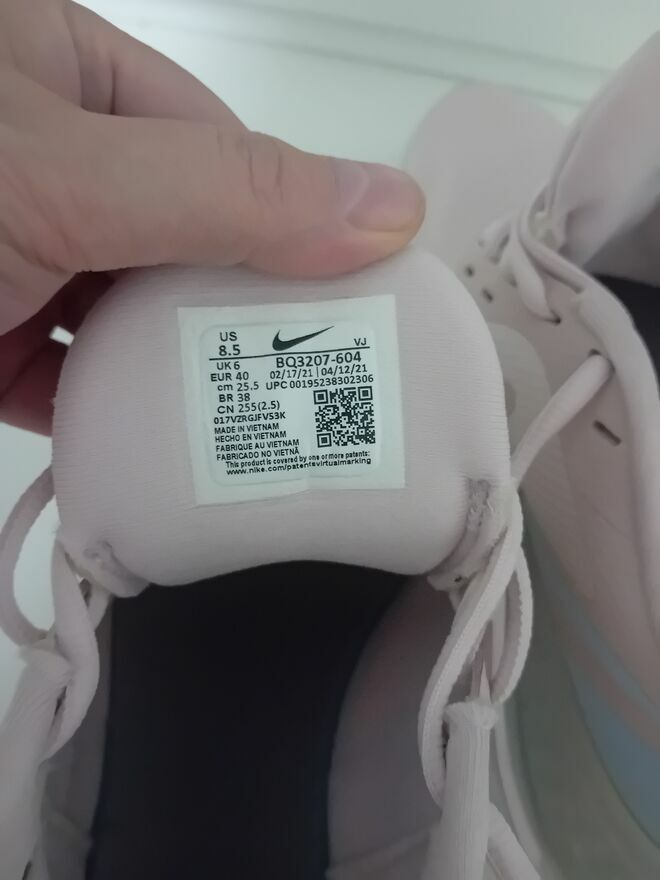 US
8.5
VJ
UK 6
BQ3207-604
EUR 40
02/17/21 | 04/12/21
cm 25.5
UPC 00195238302306
BR 38
CN 255(2.5)
017VZRGJFV53K
MADE IN VIETNAM
HECHO EN VIETNAM
FABRIQUE AU VIETNAM
FABRICADO NO VIETNÃ
This product is covered by one or more patents:
www.nike.com/patentsvirtualmarking